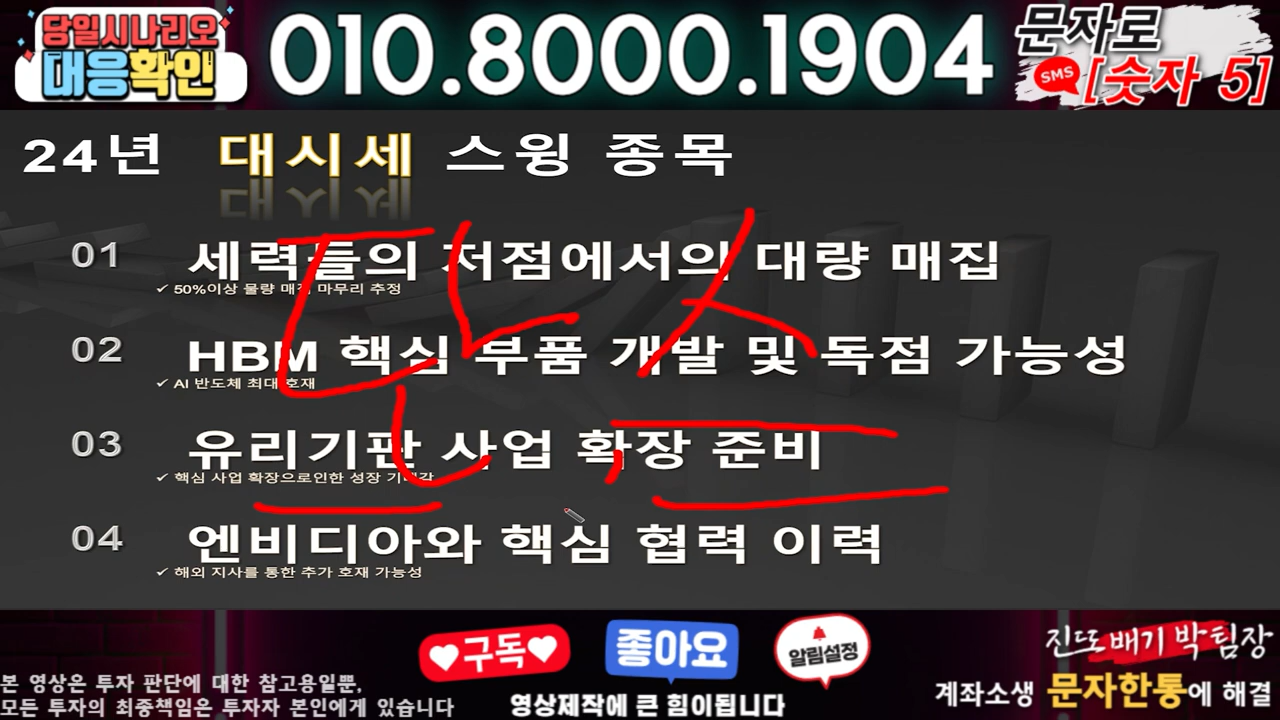 당일시나리오
대응확인
010.8000.1904
문자로
SMS [숫자 5]
24년 대시세 스윙 종목
01 세력들의 저점에서의 대량 매집
✓ 50%이상 물량 매집 마무리 추정
02 HBM 핵심 부품 개발 및 독점 가능성
✓ AI 반도체 최대 호재
03 유리기판 사업 확장 준비
✓ 핵심 사업 확장으로인한 성장 기대감
04 엔비디아와 핵심 협력 이력
✓ 해외 지사를 통한 추가 호재 가능성
구독
좋아요
알림설정
영상제작에 큰 힘이됩니다
본 영상은 투자 판단에 대한 참고용일뿐,
모든 투자의 최종책임은 투자자 본인에게 있습니다
진또배기 박팀장
계좌소생 문자한통에 해결